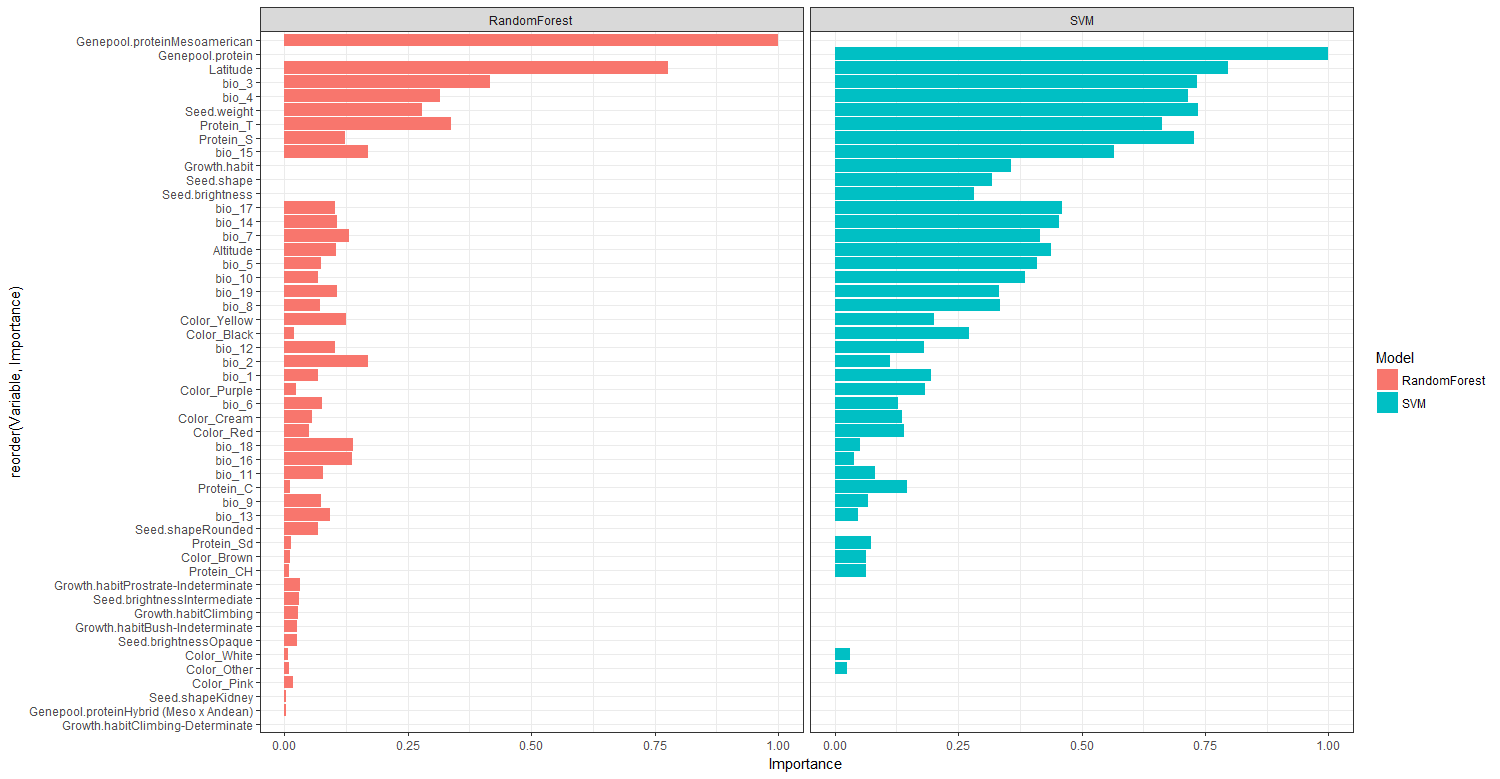 RandomForest
SVM
Genepool.proteinMesoamerican
Genepool.protein
Latitude
bio_3
bio_4
Seed.weight
Protein_T
Protein_S
bio_15
Growth.habit
Seed.shape
Seed.brightness
bio_17
bio_14
bio_7
Altitude
bio_5
bio_10
bio_19
bio_8
Color_Yellow
Color_Black
bio_12
bio_2
bio_1
Color_Purple
bio_6
Color_Cream
Color_Red
bio_18
bio_16
bio_11
Protein_C
bio_9
bio_13
Seed.shapeRounded
Protein_Sd
Color_Brown
Protein_CH
Growth.habitProstrate-Indeterminate
Seed.brightnessIntermediate
Growth.habitClimbing
Growth.habitBush-Indeterminate
Seed.brightnessOpaque
Color_White
Color_Other
Color_Pink
Seed.shapeKidney
Genepool.proteinHybrid (Meso x Andean)
Growth.habitClimbing-Determinate
reorder(Variable, Importance)
0.00 0.25 0.50 0.75 1.00
0.00 0.25 0.50 0.75 1.00
Importance
Model
RandomForest
SVM